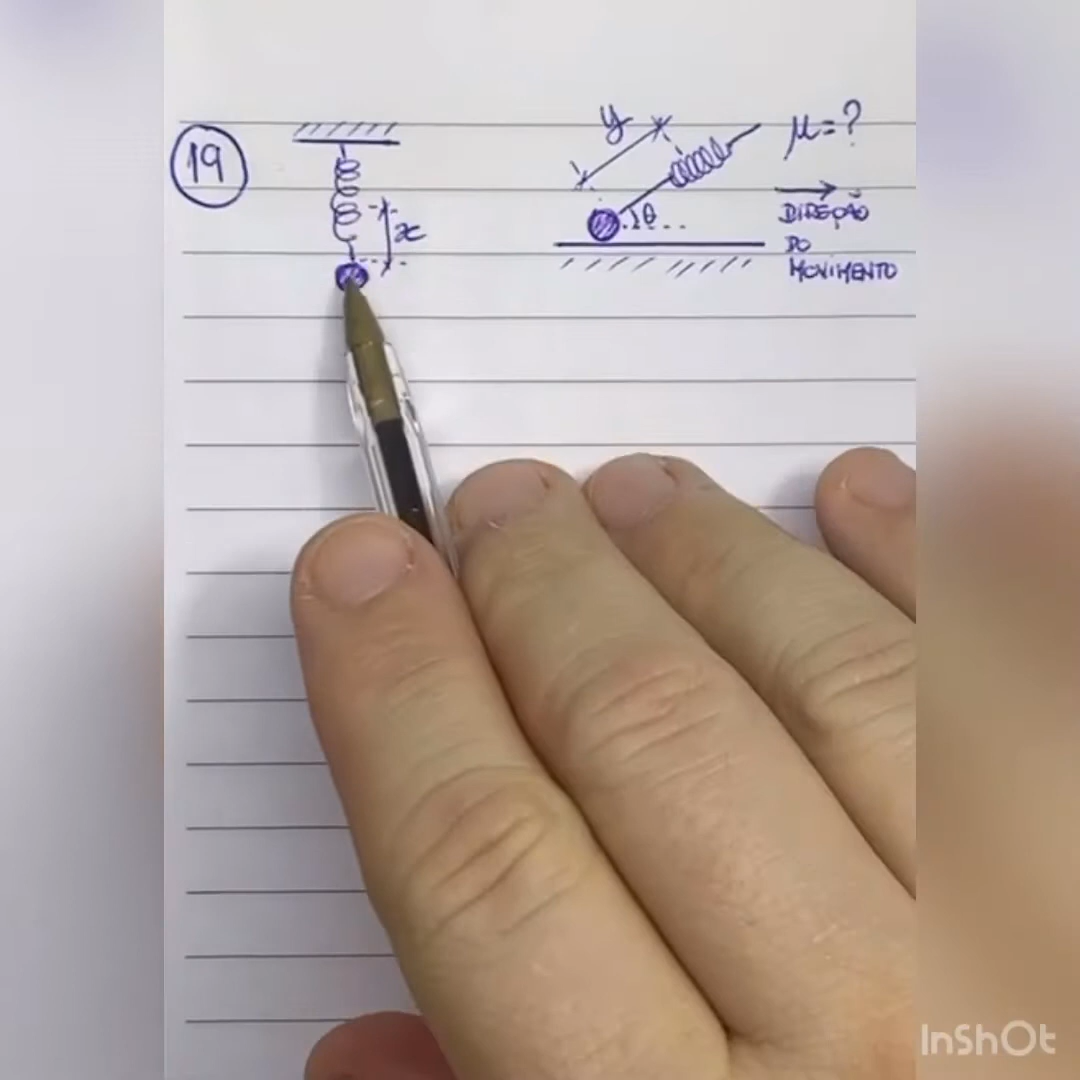 19
x
y
θ
μ=?
DIREÇÃO
DO
MOVIMENTO
InShOt